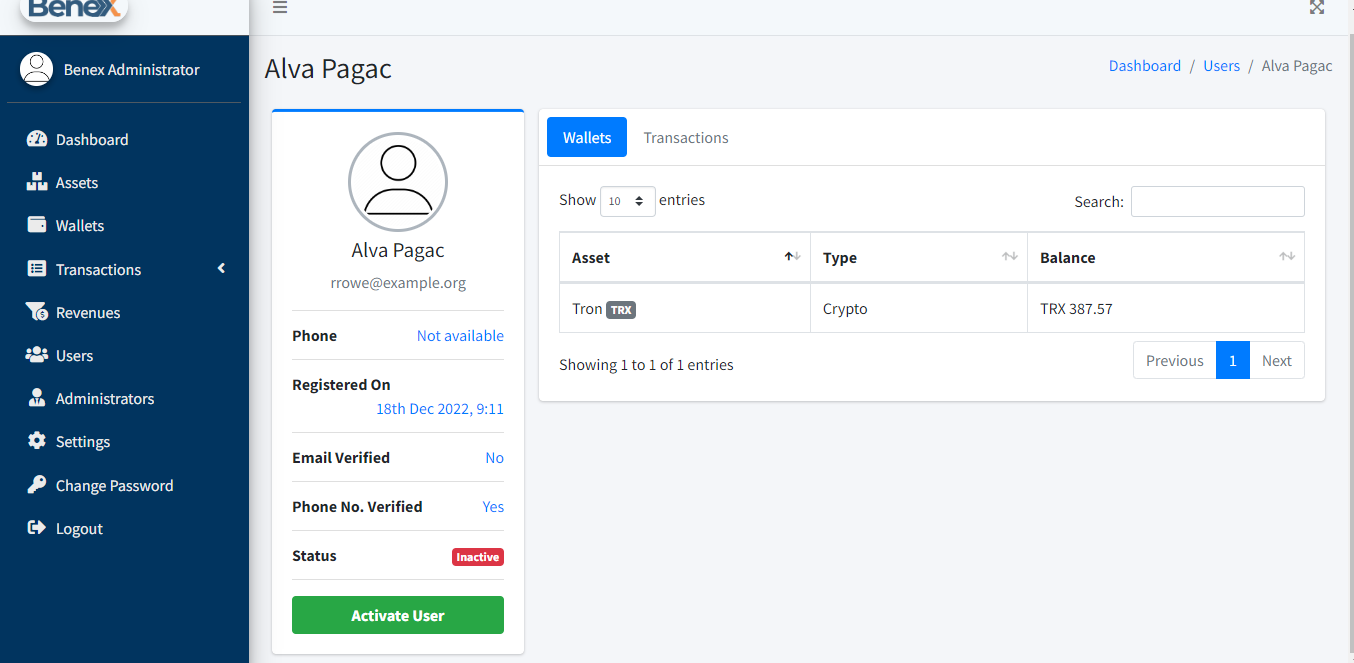 Benex
Benex Administrator
Dashboard
Assets
Wallets
Transactions
Revenues
Users
Administrators
Settings
Change Password
Logout
Alva Pagac
Dashboard / Users / Alva Pagac
Alva Pagac
rrowe@example.org
Phone Not available
Registered On
18th Dec 2022, 9:11
Email Verified No
Phone No. Verified Yes
Status Inactive
Activate User
Wallets Transactions
Show 10 entries Search:
Asset Type Balance
Tron TRX Crypto TRX 387.57
Showing 1 to 1 of 1 entries Previous 1 Next